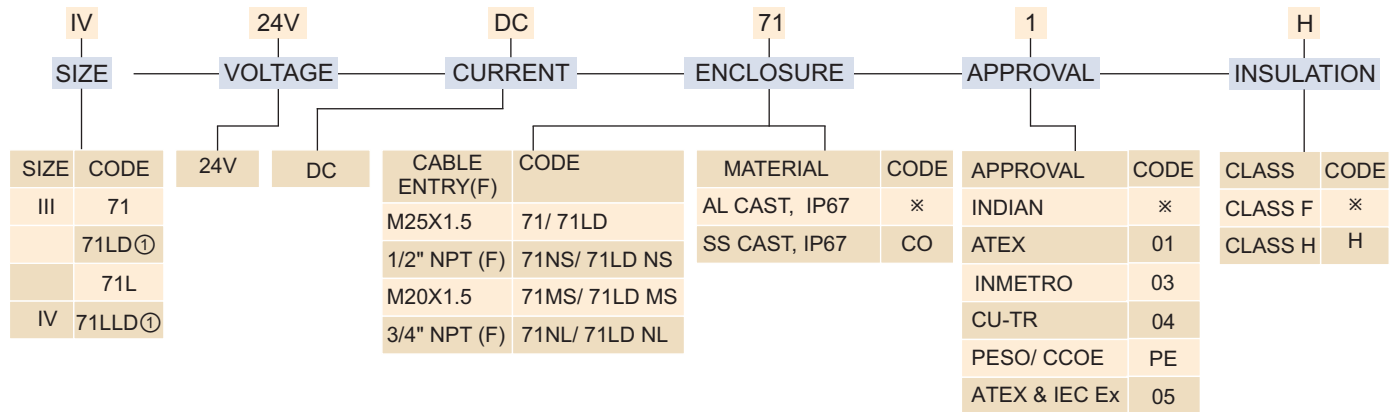 IV 24V DC 71 1 H
SIZE VOLTAGE CURRENT ENCLOSURE APPROVAL INSULATION
SIZE CODE
III 71
71LD①
71L
IV 71LLD①
24V
DC
CABLE ENTRY(F) CODE
M25X1.5 71/ 71LD
1/2" NPT (F) 71NS/ 71LD NS
M20X1.5 71MS/ 71LD MS
3/4" NPT (F) 71NL/ 71LD NL
MATERIAL CODE
AL CAST, IP67 ※
SS CAST, IP67 CO
APPROVAL CODE
INDIAN ※
ATEX 01
INMETRO 03
CU-TR 04
PESO/ CCOE PE
ATEX & IEC Ex 05
CLASS CODE
CLASS F ※
CLASS H H